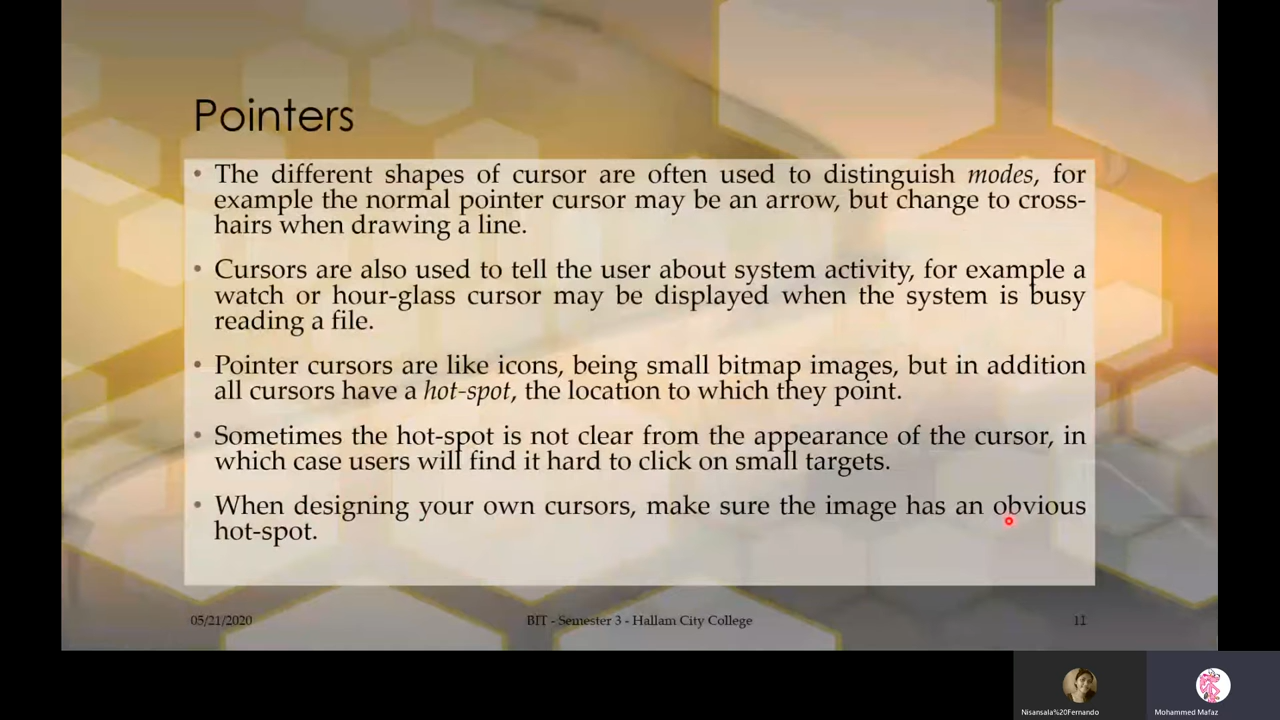 Pointers
• The different shapes of cursor are often used to distinguish modes, for
example the normal pointer cursor may be an arrow, but change to cross-
hairs when drawing a line.
• Cursors are also used to tell the user about system activity, for example a
watch or hour-glass cursor may be displayed when the system is busy
reading a file.
• Pointer cursors are like icons, being small bitmap images, but in addition
all cursors have a hot-spot, the location to which they point.
• Sometimes the hot-spot is not clear from the appearance of the cursor, in
which case users will find it hard to click on small targets.
• When designing your own cursors, make sure the image has an obvious
hot-spot.
05/21/2020 BIT - Semester 3 - Hallam City College 11
Nisansala%20Fernando Mohammed Mafaz